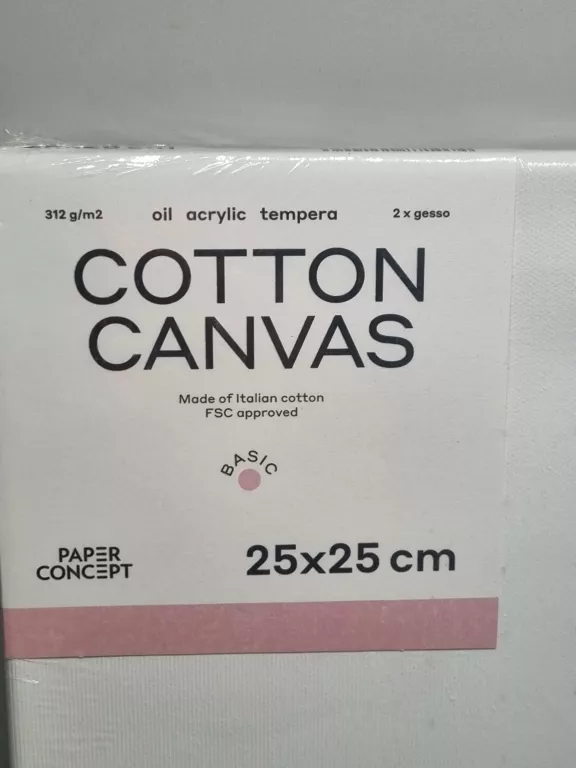 312 g/m2 oil acrylic tempera 2 x gesso
COTTON
CANVAS
Made of Italian cotton
FSC approved
BASIC
PAPER
CONCEPT
25x25 cm